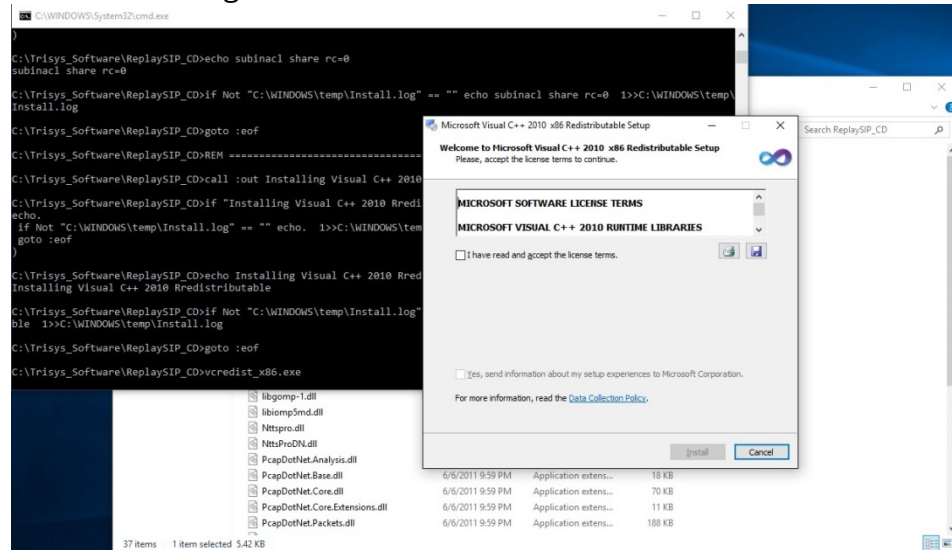 C:\WINDOWS\System32\cmd.exe
)
C:\Trisys_Software\ReplaySIP_CD>echo subinacl share rc=0
subinacl share rc=0
C:\Trisys_Software\ReplaySIP_CD>if Not "C:\WINDOWS\temp\Install.log" == "" echo subinacl share rc=0 1>>C:\WINDOWS\temp\
Install.log
C:\Trisys_Software\ReplaySIP_CD>goto :eof
C:\Trisys_Software\ReplaySIP_CD>REM ==================================
C:\Trisys_Software\ReplaySIP_CD>call :out Installing Visual C++ 2010
C:\Trisys_Software\ReplaySIP_CD>if "Installing Visual C++ 2010 Rredi
echo.
if Not "C:\WINDOWS\temp\Install.log" == "" echo. 1>>C:\WINDOWS\tem
goto :eof
)
C:\Trisys_Software\ReplaySIP_CD>echo Installing Visual C++ 2010 Rred
Installing Visual C++ 2010 Rredistributable
C:\Trisys_Software\ReplaySIP_CD>if Not "C:\WINDOWS\temp\Install.log"
ble 1>>C:\WINDOWS\temp\Install.log
C:\Trisys_Software\ReplaySIP_CD>goto :eof
C:\Trisys_Software\ReplaySIP_CD>vcredist_x86.exe
Search ReplaySIP_CD
Microsoft Visual C++ 2010 x86 Redistributable Setup
Welcome to Microsoft Visual C++ 2010 x86 Redistributable Setup
Please, accept the license terms to continue.
MICROSOFT SOFTWARE LICENSE TERMS
MICROSOFT VISUAL C++ 2010 RUNTIME LIBRARIES
I have read and accept the license terms.
Yes, send information about my setup experiences to Microsoft Corporation.
For more information, read the Data Collection Policy.
Install Cancel
libgomp-1.dll
libiomp5md.dll
Nttspro.dll
NttsProDN.dll
PcapDotNet.Analysis.dll
PcapDotNet.Base.dll 6/6/2011 9:59 PM Application extens... 18 KB
PcapDotNet.Core.dll 6/6/2011 9:59 PM Application extens... 70 KB
PcapDotNet.Core.Extensions.dll 6/6/2011 9:59 PM Application extens... 11 KB
PcapDotNet.Packets.dll 6/6/2011 9:59 PM Application extens... 188 KB
37 items 1 item selected 5.42 KB